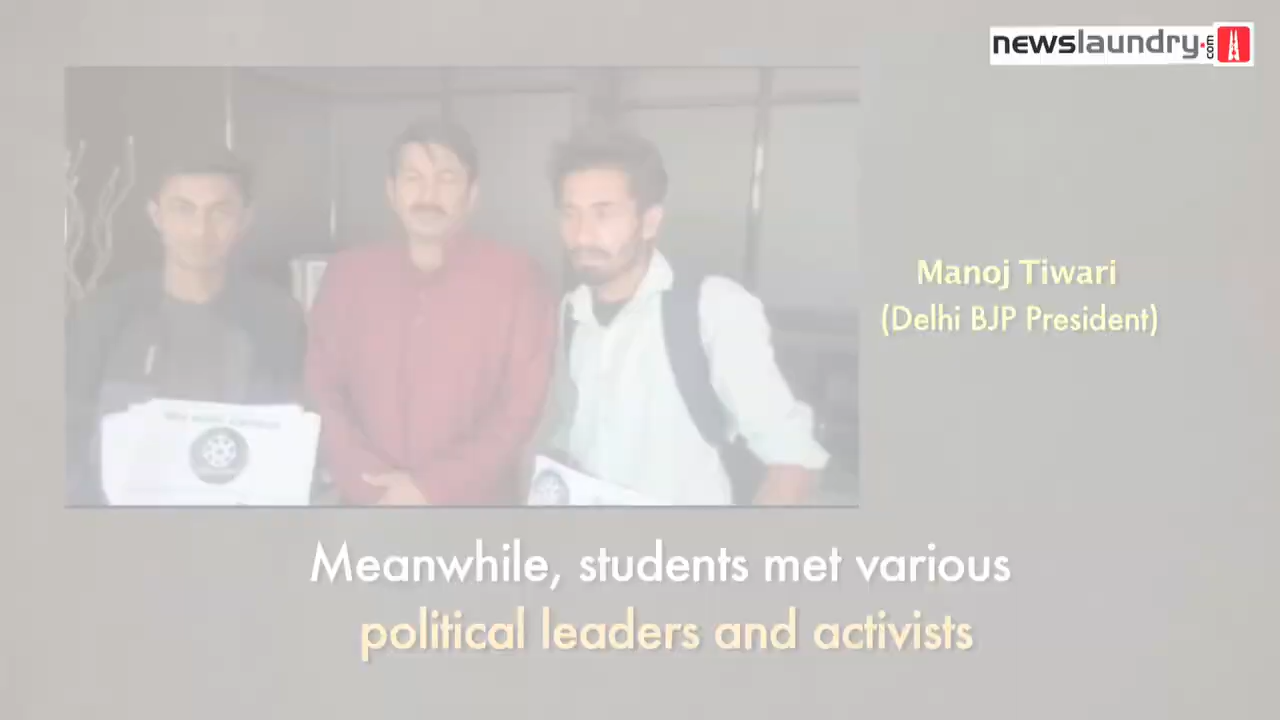 newslaundry.com
Manoj Tiwari
(Delhi BJP President)
Meanwhile, students met various
political leaders and activists